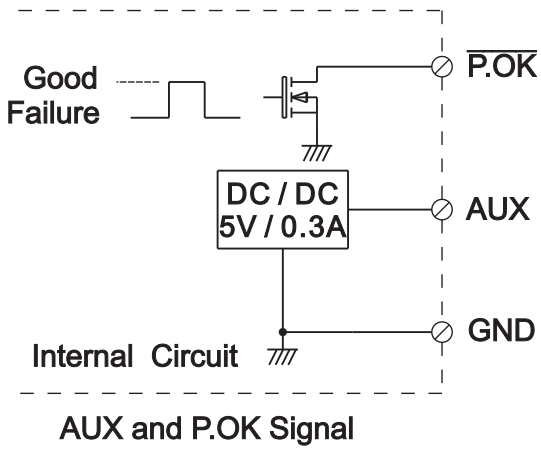 P.OK
Good
Failure
DC / DC
5V / 0.3A
AUX
GND
Internal Circuit
AUX and P.OK Signal